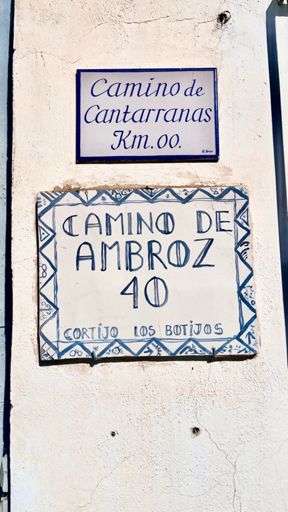 Camino de
Cantarranas
Km. 00.
CAMINO DE
AMBROZ
40
CORTIJO LOS BOTIJOS